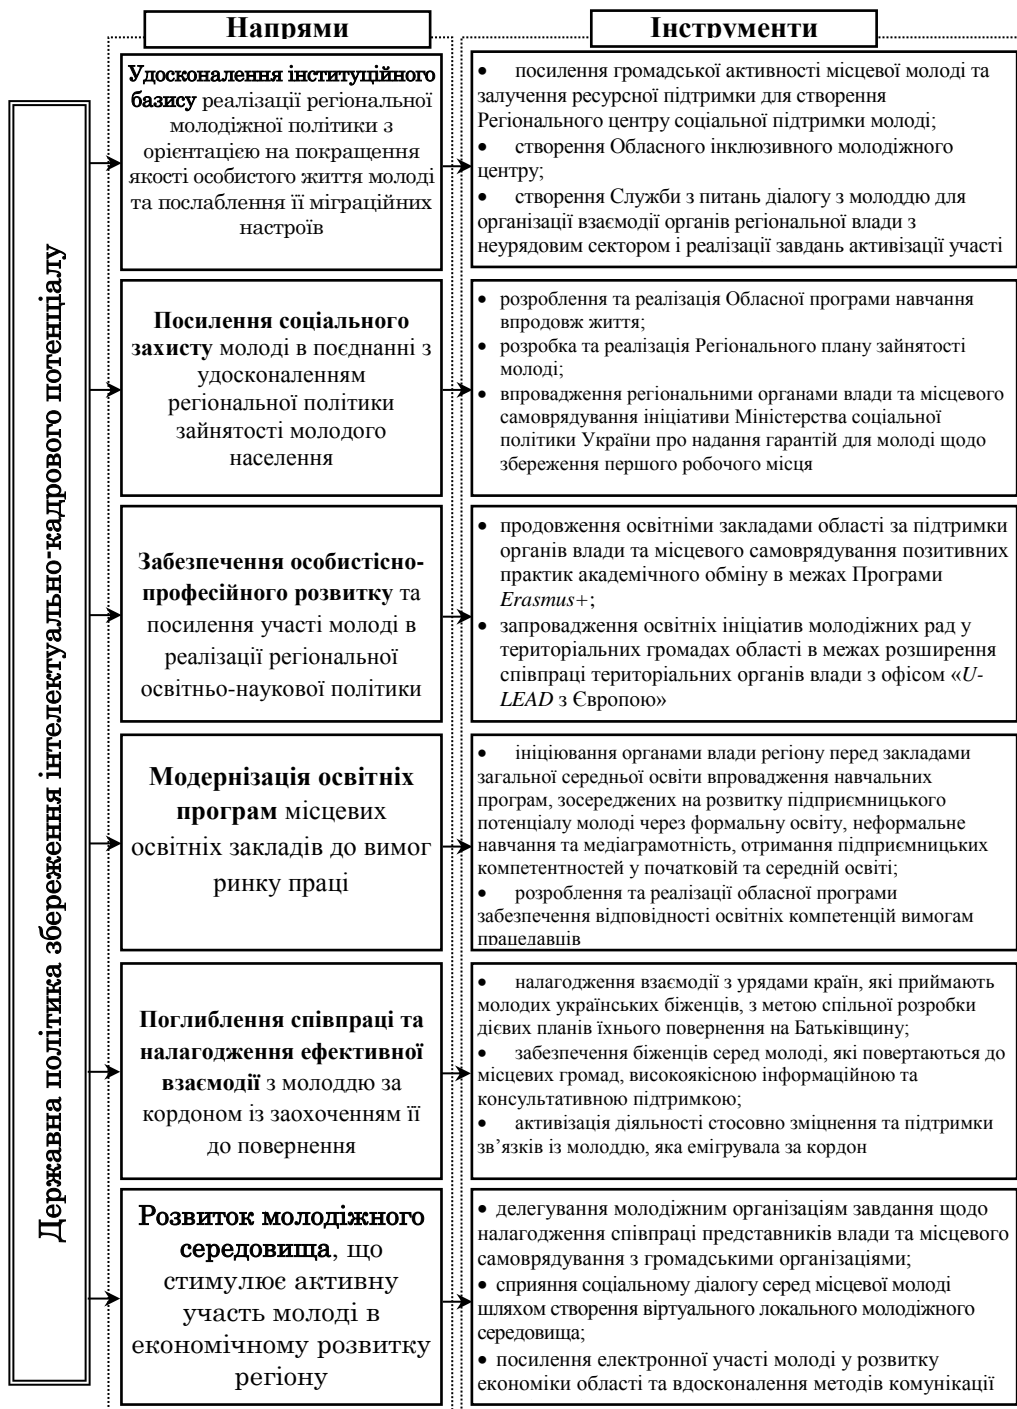 Напрями
Інструменти
Державна політика збереження інтелектуально-кадрового потенціалу
Удосконалення інституційного
базису реалізації регіональної
молодіжної політики з
орієнтацією на покращення
якості особистого життя молоді
та послаблення її міграційних
настроїв
• посилення громадської активності місцевої молоді та
залучення ресурсної підтримки для створення
Регіонального центру соціальної підтримки молоді;
• створення Обласного інклюзивного молодіжного
центру;
• створення Служби з питань діалогу з молоддю для
організації взаємодії органів регіональної влади з
неурядовим сектором і реалізації завдань активізації участі
Посилення соціального
захисту молоді в поєднанні з
удосконаленням
регіональної політики
зайнятості молодого
населення
• розроблення та реалізація Обласної програми навчання
впродовж життя;
• розробка та реалізація Регіонального плану зайнятості
молоді;
• впровадження регіональними органами влади та місцевого
самоврядування ініціативи Міністерства соціальної
політики України про надання гарантій для молоді щодо
збереження першого робочого місця
Забезпечення особистісно-
професійного розвитку та
посилення участі молоді в
реалізації регіональної
освітньо-наукової політики
• продовження освітніми закладами області за підтримки
органів влади та місцевого самоврядування позитивних
практик академічного обміну в межах Програми
Erasmus+;
• запровадження освітніх ініціатив молодіжних рад у
територіальних громадах області в межах розширення
співпраці територіальних органів влади з офісом «U-
LEAD з Європою»
Модернізація освітніх
програм місцевих
освітніх закладів до вимог
ринку праці
• ініціювання органами влади регіону перед закладами
загальної середньої освіти впровадження навчальних
програм, зосереджених на розвитку підприємницького
потенціалу молоді через формальну освіту, неформальне
навчання та медіаграмотність, отримання підприємницьких
компетентностей у початковій та середній освіті;
• розроблення та реалізації обласної програми
забезпечення відповідності освітніх компетенцій вимогам
працедавців
Поглиблення співпраці та
налагодження ефективної
взаємодії з молоддю за
кордоном із заохоченням її
до повернення
• налагодження взаємодії з урядами країн, які приймають
молодих українських біженців, з метою спільної розробки
дієвих планів їхнього повернення на Батьківщину;
• забезпечення біженців серед молоді, які повертаються до
місцевих громад, високоякісною інформаційною та
консультативною підтримкою;
• активізація діяльності стосовно зміцнення та підтримки
зв’язків із молоддю, яка емігрувала за кордон
Розвиток молодіжного
середовища, що
стимулює активну
участь молоді в
економічному розвитку
регіону
• делегування молодіжним організаціям завдання щодо
налагодження співпраці представників влади та місцевого
самоврядування з громадськими організаціями;
• сприяння соціальному діалогу серед місцевої молоді
шляхом створення віртуального локального молодіжного
середовища;
• посилення електронної участі молоді у розвитку
економіки області та вдосконалення методів комунікації